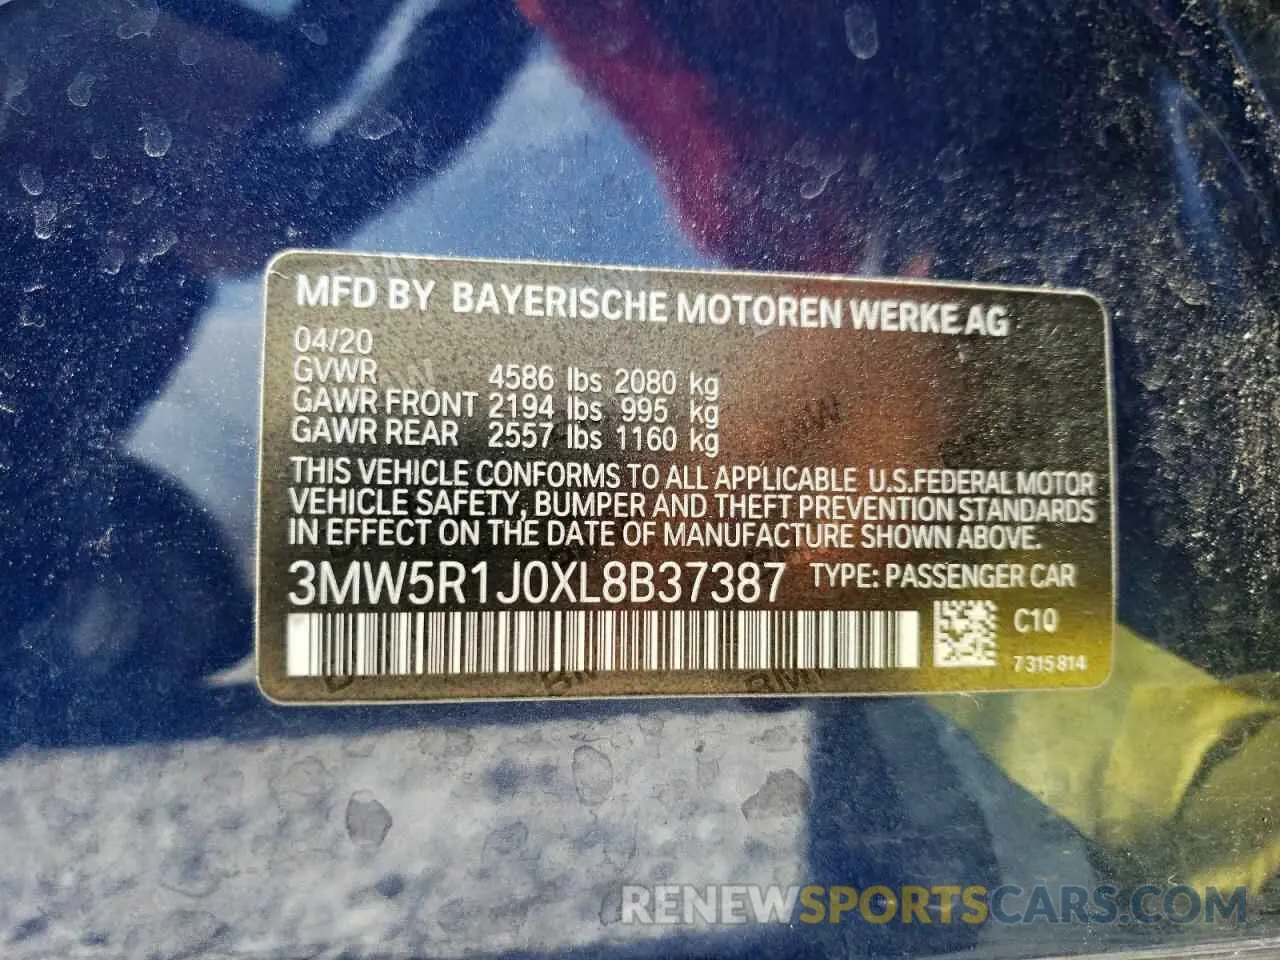 MFD BY BAYERISCHE MOTOREN WERKE AG
04/20
GVWR 4586 lbs 2080 kg
GAWR FRONT 2194 lbs 995 kg
GAWR REAR 2557 lbs 1160 kg
THIS VEHICLE CONFORMS TO ALL APPLICABLE U.S.FEDERAL MOTOR
VEHICLE SAFETY, BUMPER AND THEFT PREVENTION STANDARDS
IN EFFECT ON THE DATE OF MANUFACTURE SHOWN ABOVE.
3MW5R1J0XL8B37387 TYPE: PASSENGER CAR
C10
7315814
RENEWSPORTSCARS.COM